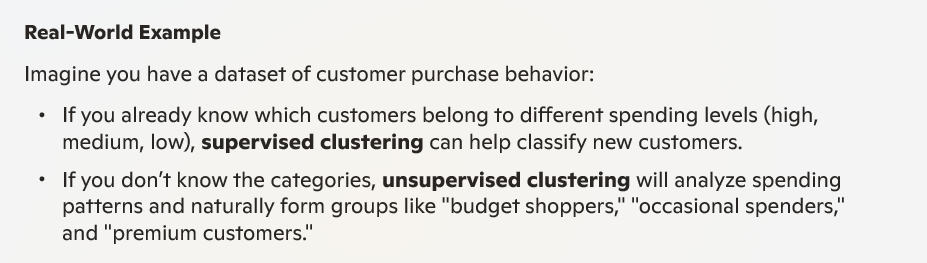 Real-World Example
Imagine you have a dataset of customer purchase behavior:
• If you already know which customers belong to different spending levels (high,
medium, low), supervised clustering can help classify new customers.
• If you don’t know the categories, unsupervised clustering will analyze spending
patterns and naturally form groups like "budget shoppers," "occasional spenders,"
and "premium customers."